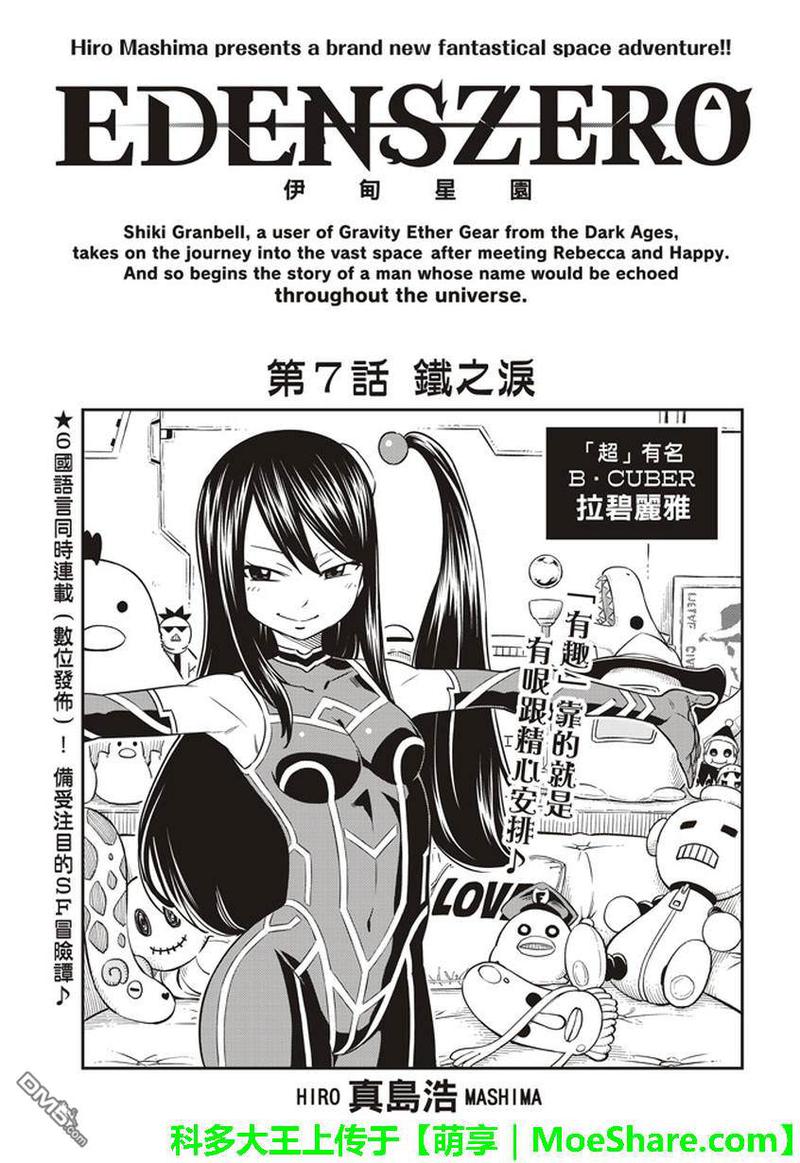 Hiro Mashima presents a brand new fantastical space adventure!!
EDENSZERO
伊甸星園
Shiki Granbell, a user of Gravity Ether Gear from the Dark Ages,
takes on the journey into the vast space after meeting Rebecca and Happy.
And so begins the story of a man whose name would be echoed
throughout the universe.
第7話 鐵之淚
★6國語言同時連載（數位發佈）！ 備受注目的SF冒險譚♪
「超」有名
B・CUBER
拉碧麗雅
「有趣」靠的就是
有哏跟精心安排♪
LOVE
F
HIRO 真島浩 MASHIMA
科多大王上传于【萌享｜MoeShare.com】